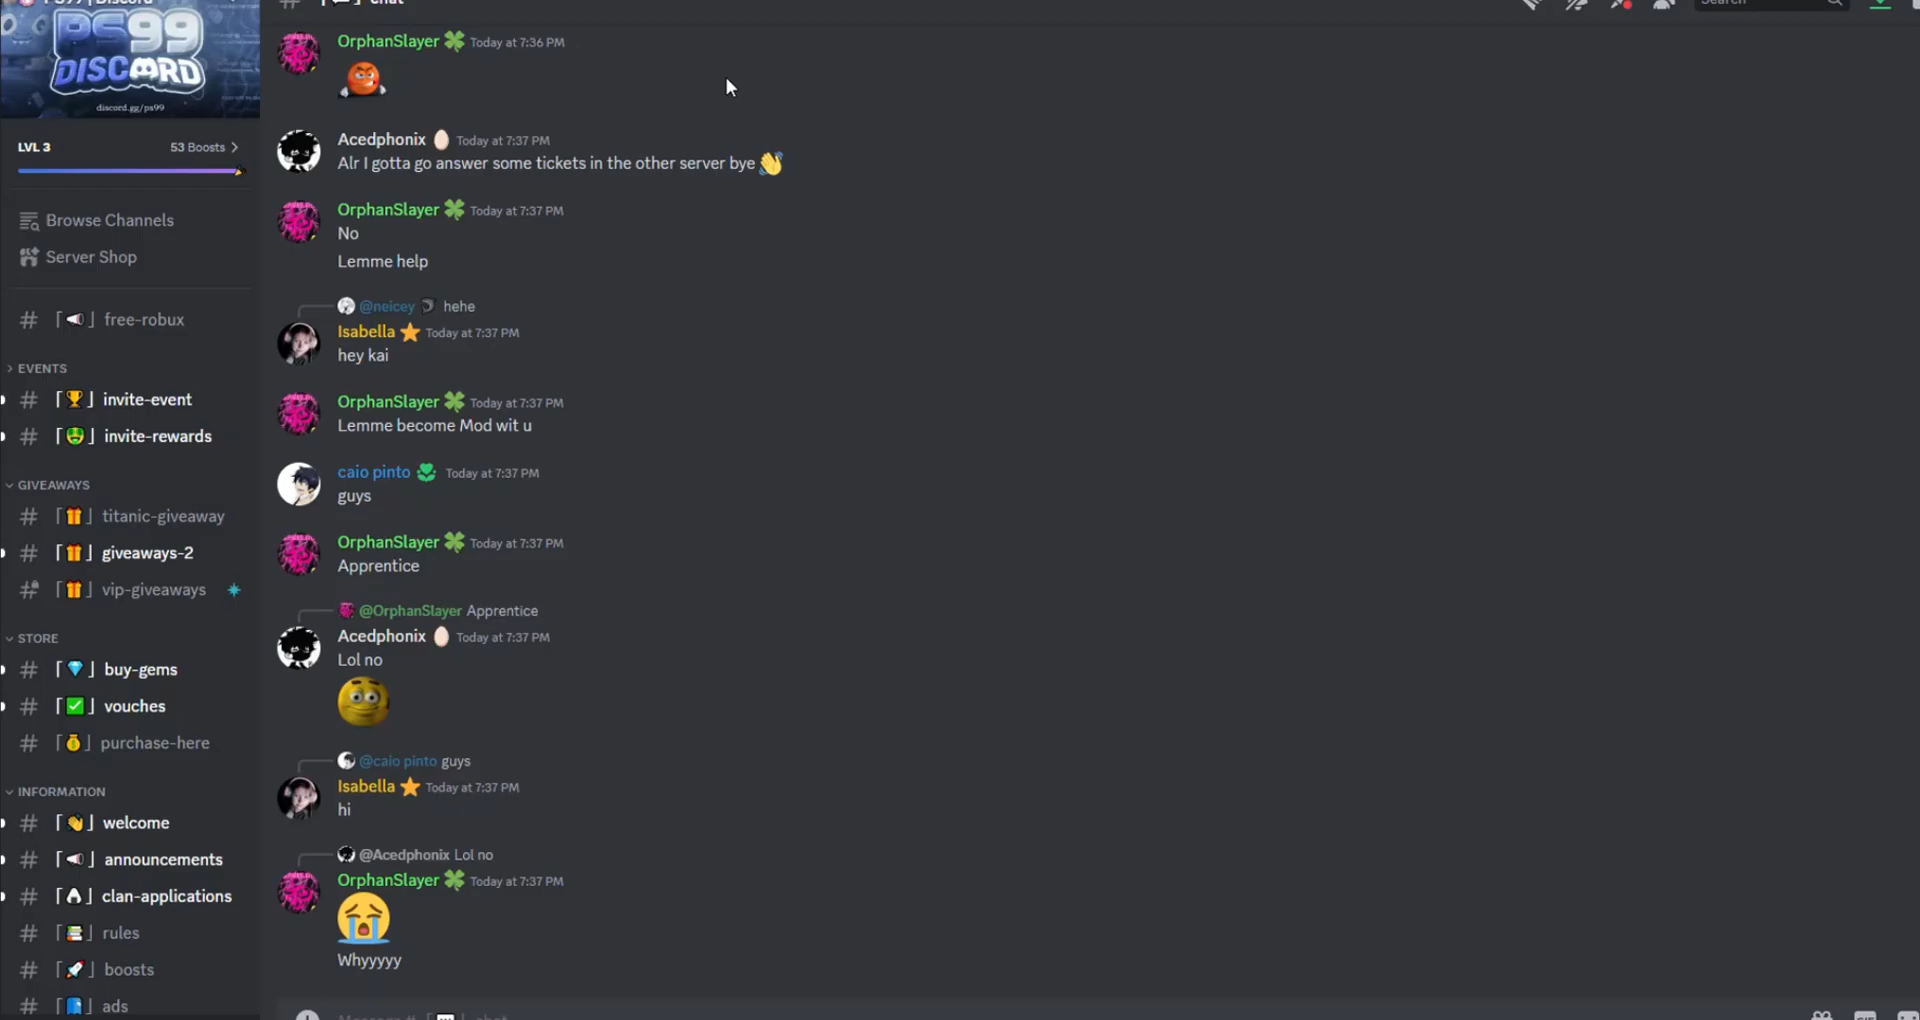 PS99 | Discord
PS99
DISCORD
discord.gg/ps99
LVL 3
53 Boosts
Browse Channels
Server Shop
free-robux
EVENTS
invite-event
invite-rewards
GIVEAWAYS
titanic-giveaway
giveaways-2
vip-giveaways
STORE
buy-gems
vouches
purchase-here
INFORMATION
welcome
announcements
clan-applications
rules
boosts
ads
chat
Search
OrphanSlayer Today at 7:36 PM
Acedphonix Today at 7:37 PM
Alr I gotta go answer some tickets in the other server bye
OrphanSlayer Today at 7:37 PM
No
Lemme help
@neicey hehe
Isabella Today at 7:37 PM
hey kai
OrphanSlayer Today at 7:37 PM
Lemme become Mod wit u
caio pinto Today at 7:37 PM
guys
OrphanSlayer Today at 7:37 PM
Apprentice
@OrphanSlayer Apprentice
Acedphonix Today at 7:37 PM
Lol no
@caio pinto guys
Isabella Today at 7:37 PM
hi
@Acedphonix Lol no
OrphanSlayer Today at 7:37 PM
Whyyyyy
GIF